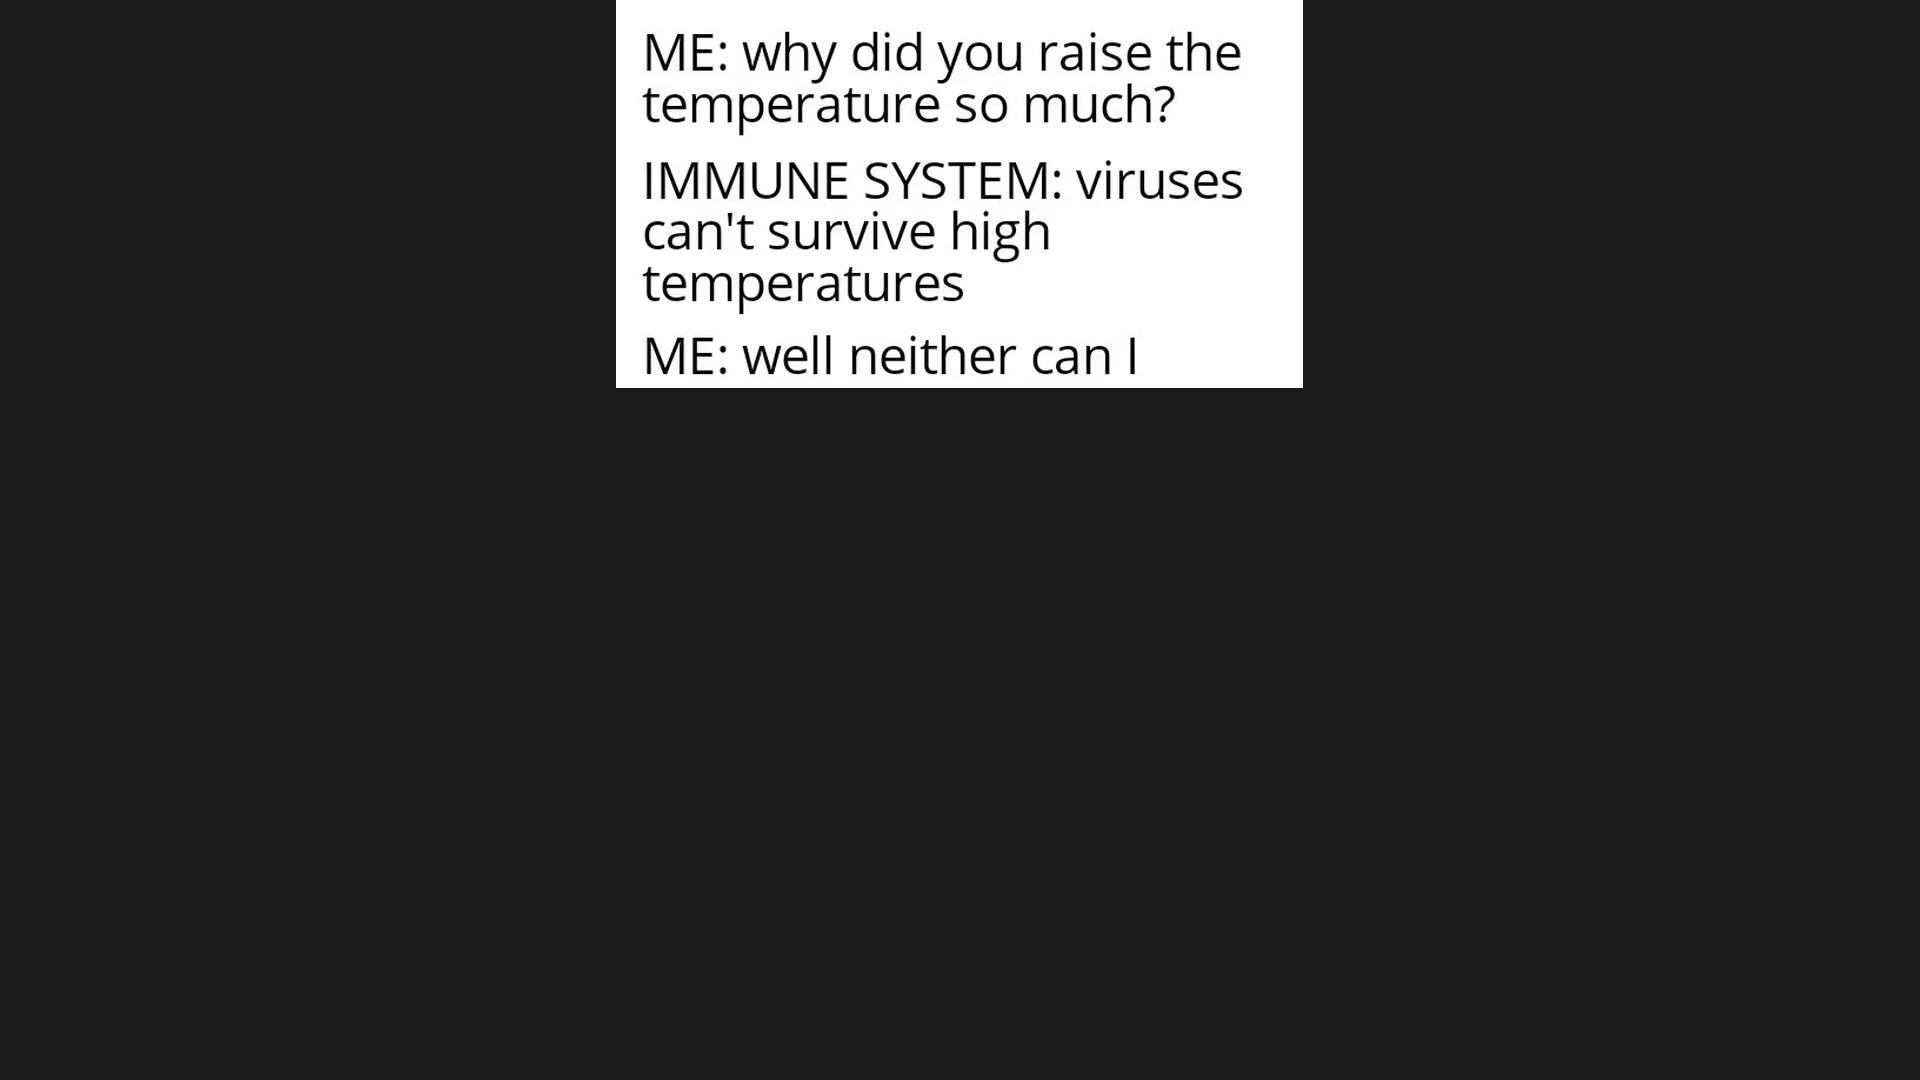 ME: why did you raise the
temperature so much?
IMMUNE SYSTEM: viruses
can't survive high
temperatures
ME: well neither can I